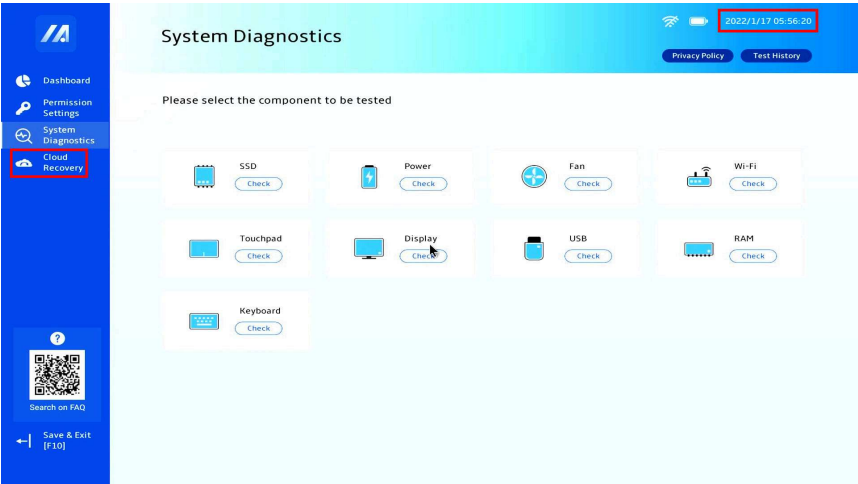 System Diagnostics
2022/1/17 05:56:20
Privacy Policy
Test History
Dashboard
Permission
Settings
System
Diagnostics
Cloud
Recovery
Please select the component to be tested
SSD
Check
Power
Check
Fan
Check
Wi-Fi
Check
Touchpad
Check
Display
Check
USB
Check
RAM
Check
Keyboard
Check
?
Search on FAQ
Save & Exit
[F10]